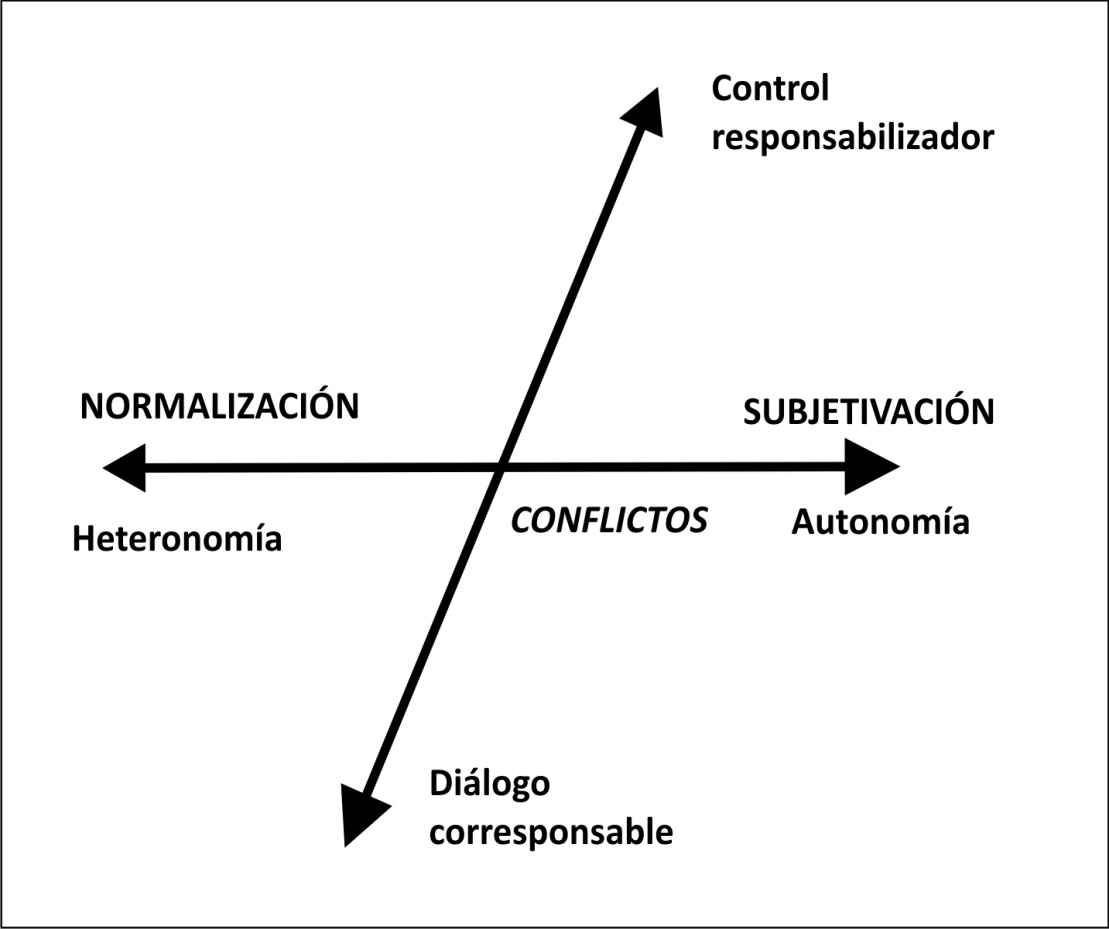 Control
responsabilizador
NORMALIZACIÓN
SUBJETIVACIÓN
Heteronomía
CONFLICTOS
Autonomía
Diálogo
corresponsable